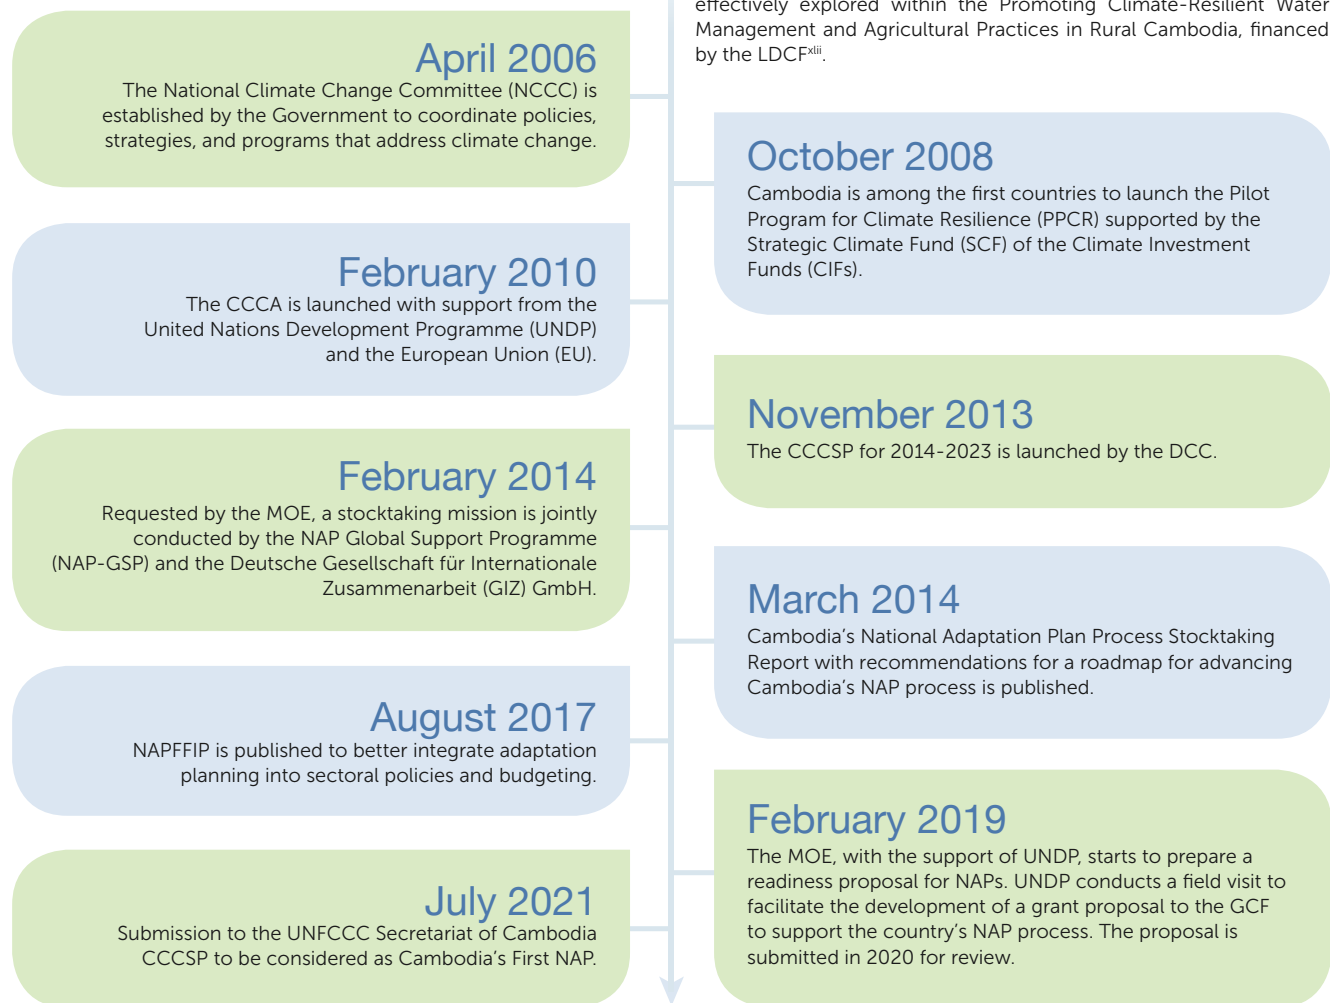 effectively explored within the Promoting Climate-Resilient Water
Management and Agricultural Practices in Rural Cambodia, financed
by the LDCFxlii.
April 2006
The National Climate Change Committee (NCCC) is
established by the Government to coordinate policies,
strategies, and programs that address climate change.
October 2008
Cambodia is among the first countries to launch the Pilot
Program for Climate Resilience (PPCR) supported by the
Strategic Climate Fund (SCF) of the Climate Investment
Funds (CIFs).
February 2010
The CCCA is launched with support from the
United Nations Development Programme (UNDP)
and the European Union (EU).
November 2013
The CCCSP for 2014-2023 is launched by the DCC.
February 2014
Requested by the MOE, a stocktaking mission is jointly
conducted by the NAP Global Support Programme
(NAP-GSP) and the Deutsche Gesellschaft für Internationale
Zusammenarbeit (GIZ) GmbH.
March 2014
Cambodia's National Adaptation Plan Process Stocktaking
Report with recommendations for a roadmap for advancing
Cambodia's NAP process is published.
August 2017
NAPFFIP is published to better integrate adaptation
planning into sectoral policies and budgeting.
February 2019
The MOE, with the support of UNDP, starts to prepare a
readiness proposal for NAPs. UNDP conducts a field visit to
facilitate the development of a grant proposal to the GCF
to support the country's NAP process. The proposal is
submitted in 2020 for review.
July 2021
Submission to the UNFCCC Secretariat of Cambodia
CCCSP to be considered as Cambodia's First NAP.